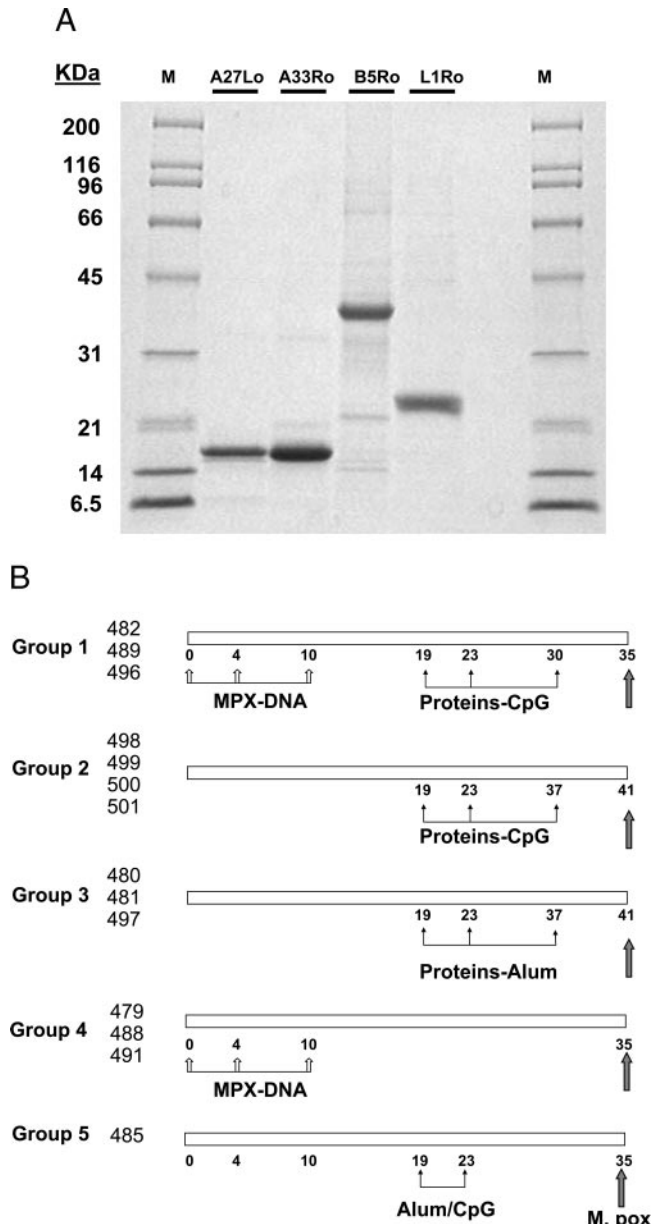 A
KDa M A27Lo A33Ro B5Ro L1Ro M
200
116
96
66
45
31
21
14
6.5
B
Group 1
482
489
496
0 4 10 19 23 30 35
MPX-DNA Proteins-CpG
Group 2
498
499
500
501
19 23 37 41
Proteins-CpG
Group 3
480
481
497
19 23 37 41
Proteins-Alum
Group 4
479
488
491
0 4 10 35
MPX-DNA
Group 5 485
0 4 10 19 23 35
Alum/CpG
M. pox